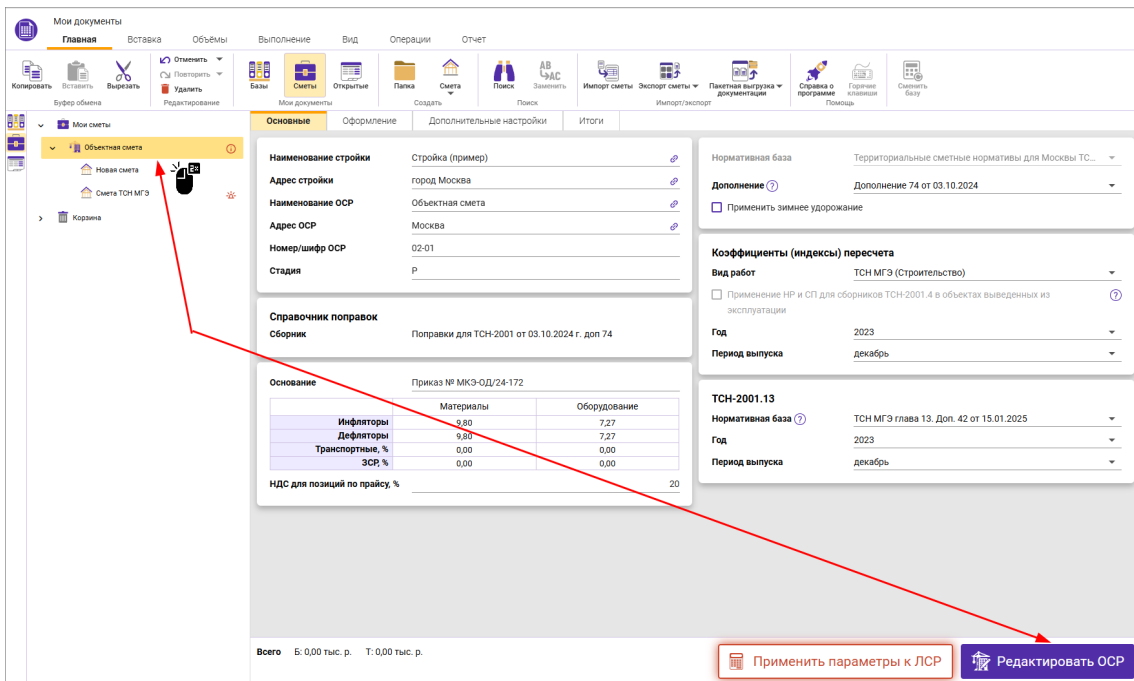 Мои документы
Главная Вставка Объёмы Выполнение Вид Операции Отчет
Копировать Вставить Вырезать
Буфер обмена
Отменить
Повторить
Удалить
Редактирование
Базы Сметы Открытые
Мои документы
Папка Смета
Создать
Поиск AB AC Заменить
Поиск
Импорт сметы Экспорт сметы Пакетная выгрузка документации
Импорт/экспорт
Справка о программе Горячие клавиши
Помощь
Сменить базу
Мои сметы
Объектная смета
Новая смета
2x
Смета ТСН МГЭ
Корзина
Основные Оформление Дополнительные настройки Итоги
Наименование стройки Стройка (пример)
Адрес стройки город Москва
Наименование ОСР Объектная смета
Адрес ОСР Москва
Номер/шифр ОСР 02-01
Стадия Р
Справочник поправок
Сборник Поправки для ТСН-2001 от 03.10.2024 г. доп 74
Основание Приказ № МКЭ-ОД/24-172
Материалы Оборудование
Инфляторы 9,80 7,27
Дефляторы 9,80 7,27
Транспортные, % 0,00 0,00
ЗСР, % 0,00 0,00
НДС для позиций по прайсу, % 20
Нормативная база Территориальные сметные нормативы для Москвы ТС...
Дополнение ? Дополнение 74 от 03.10.2024
Применить зимнее удорожание
Коэффициенты (индексы) пересчета
Вид работ ТСН МГЭ (Строительство)
Применение НР и СП для сборников ТСН-2001.4 в объектах выведенных из ?
эксплуатации
Год 2023
Период выпуска декабрь
ТСН-2001.13
Нормативная база ? ТСН МГЭ глава 13. Доп. 42 от 15.01.2025
Год 2023
Период выпуска декабрь
Всего Б: 0,00 тыс. р. Т: 0,00 тыс. р.
Применить параметры к ЛСР Редактировать ОСР